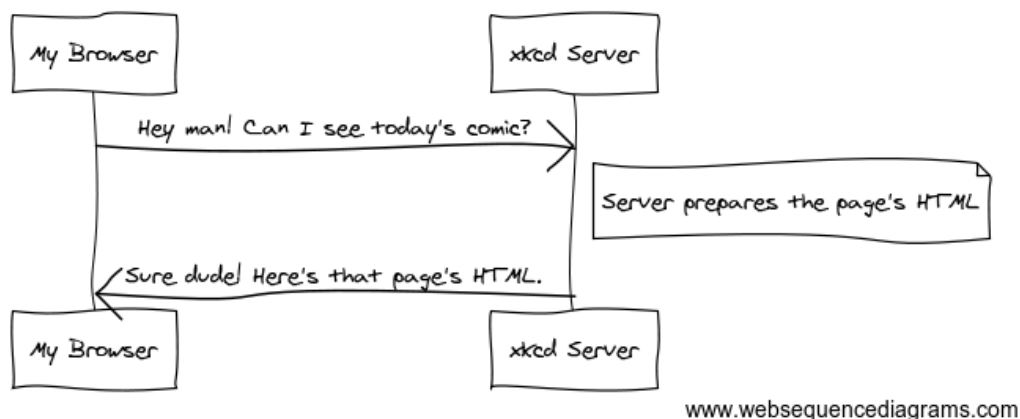 My Browser
xkcd Server
Hey man! Can I see today's comic?
Server prepares the page's HTML
Sure dude! Here's that page's HTML.
My Browser
xkcd Server
www.websequencediagrams.com